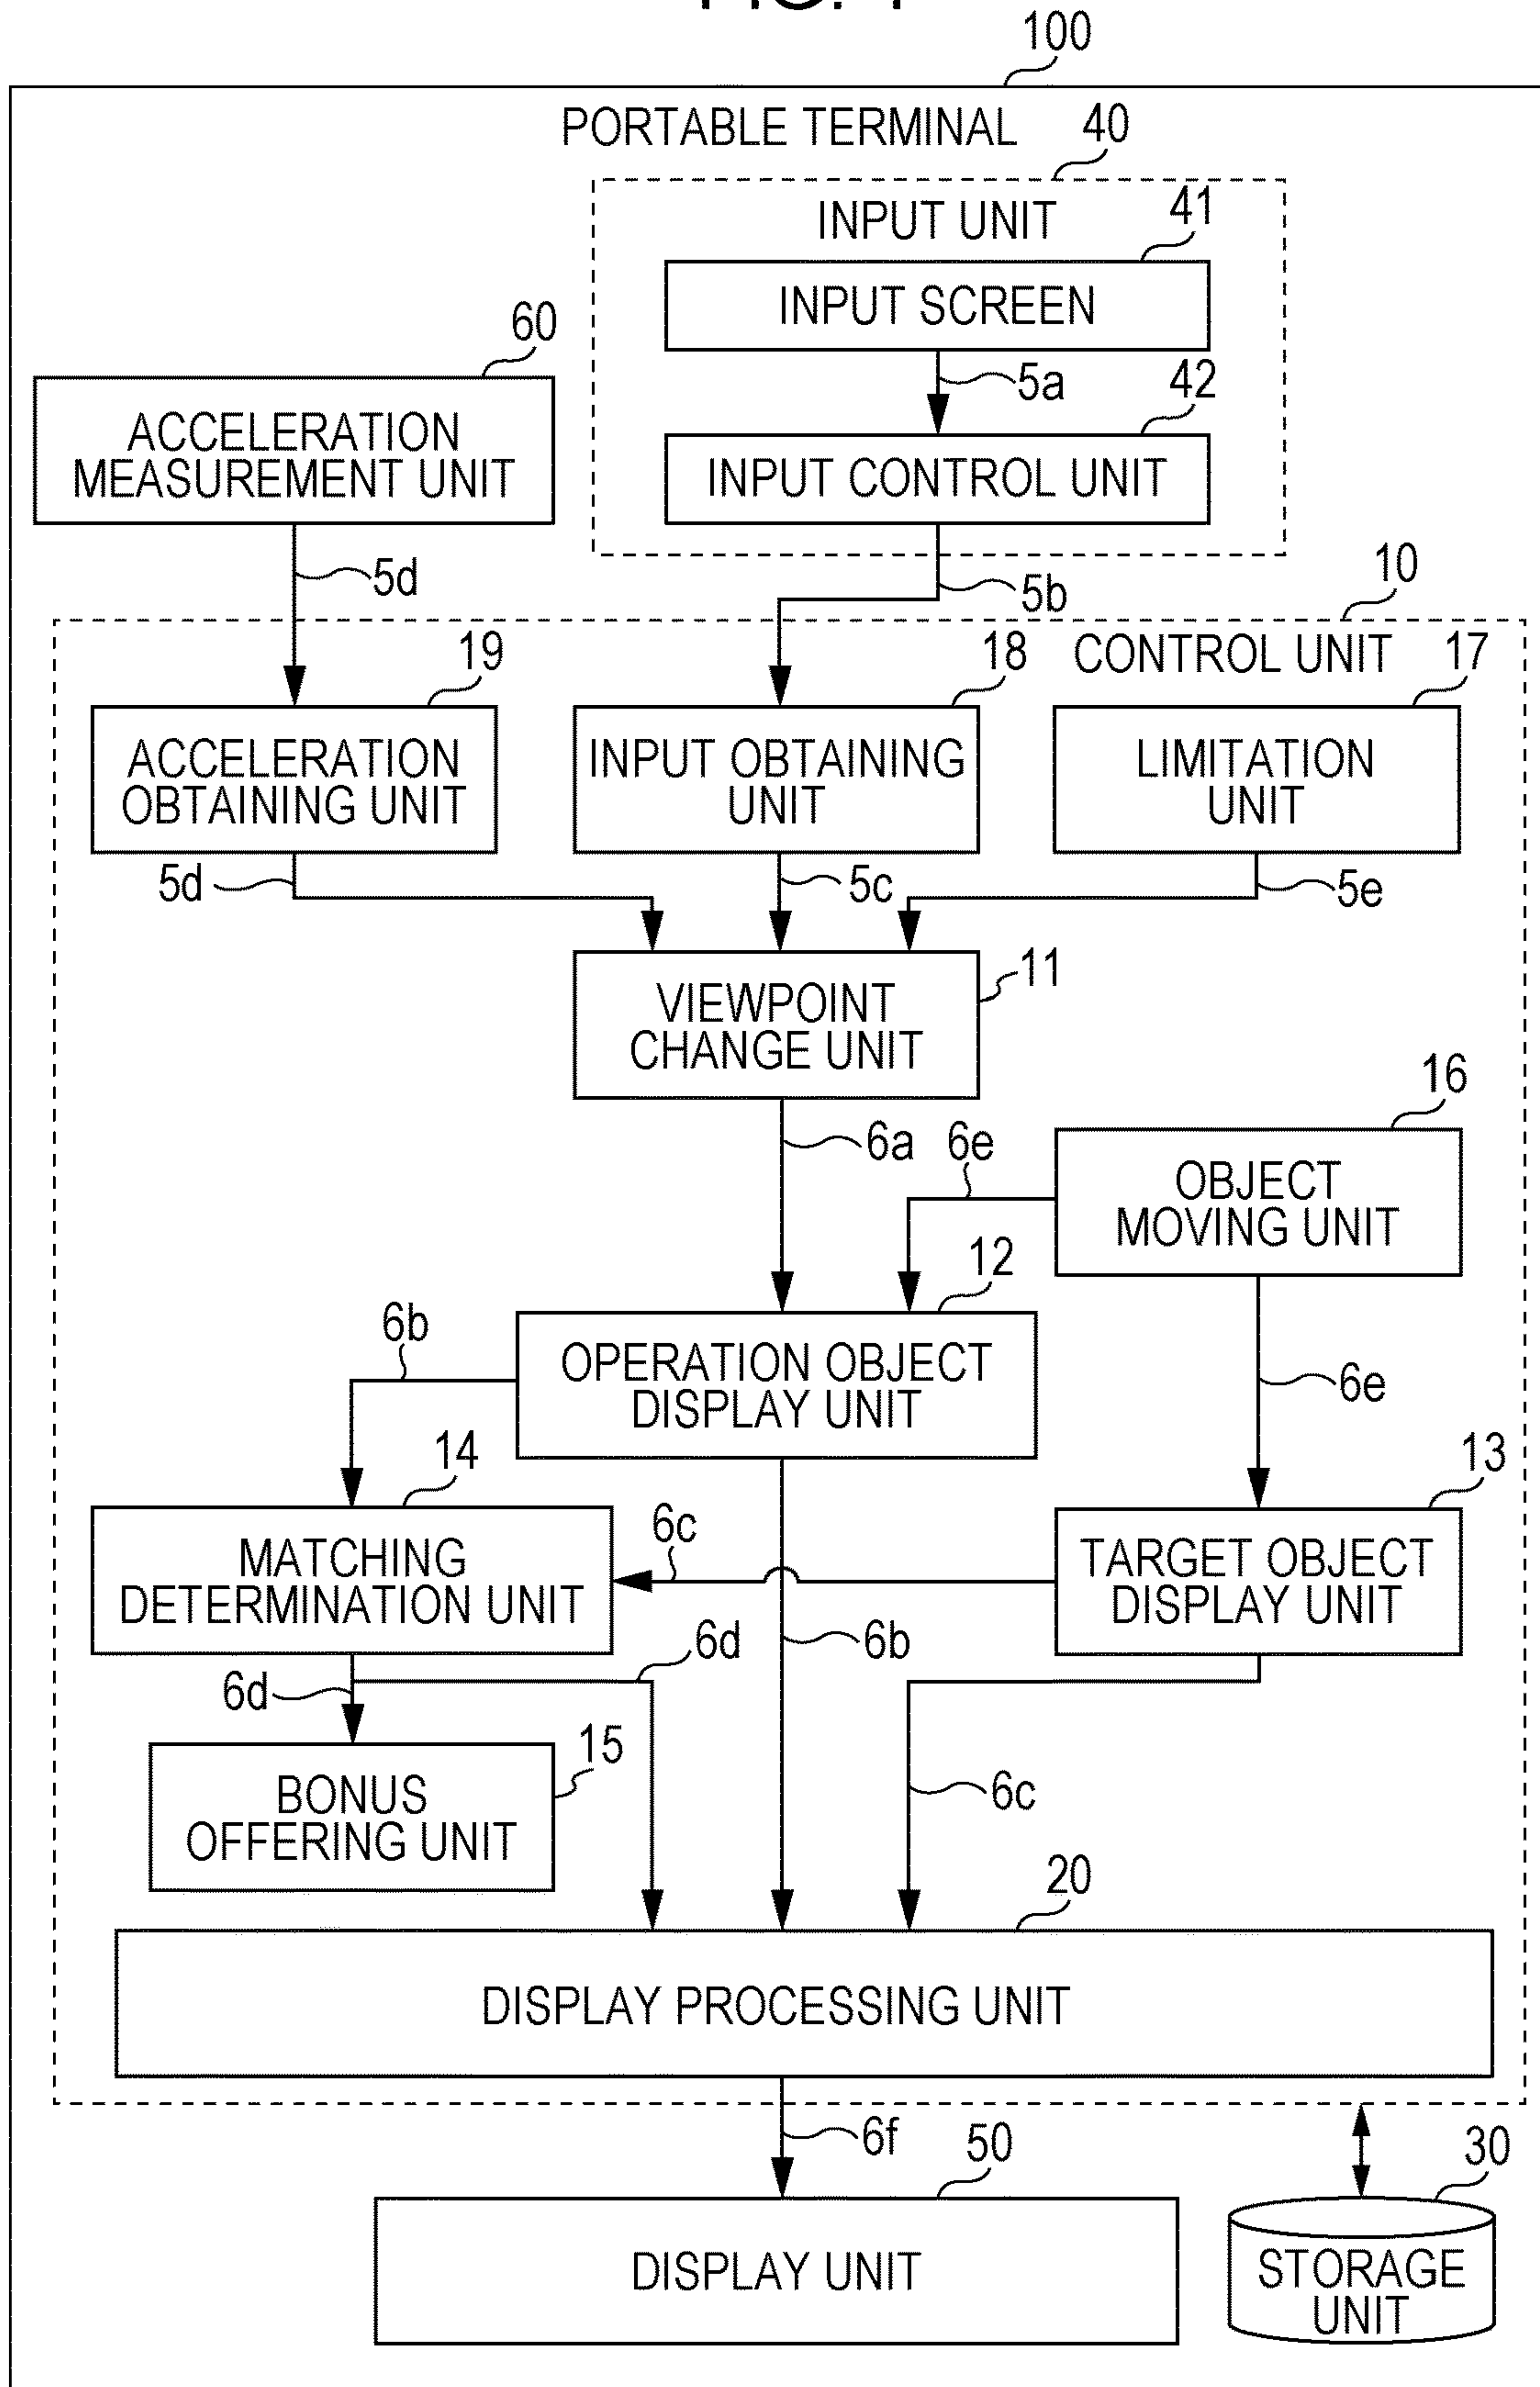 100
PORTABLE TERMINAL
40
INPUT UNIT
41
INPUT SCREEN
60
5a
42
ACCELERATION
MEASUREMENT UNIT
INPUT CONTROL UNIT
5d
5b
10
19
18
CONTROL UNIT
17
ACCELERATION
OBTAINING UNIT
INPUT OBTAINING
UNIT
LIMITATION
UNIT
5d
5c
5e
11
VIEWPOINT
CHANGE UNIT
16
6a
6e
OBJECT
MOVING UNIT
12
6b
OPERATION OBJECT
DISPLAY UNIT
6e
14
13
6c
MATCHING
DETERMINATION UNIT
TARGET OBJECT
DISPLAY UNIT
6d
6b
6d
15
BONUS
OFFERING UNIT
6c
20
DISPLAY PROCESSING UNIT
6f
50
30
DISPLAY UNIT
STORAGE
UNIT